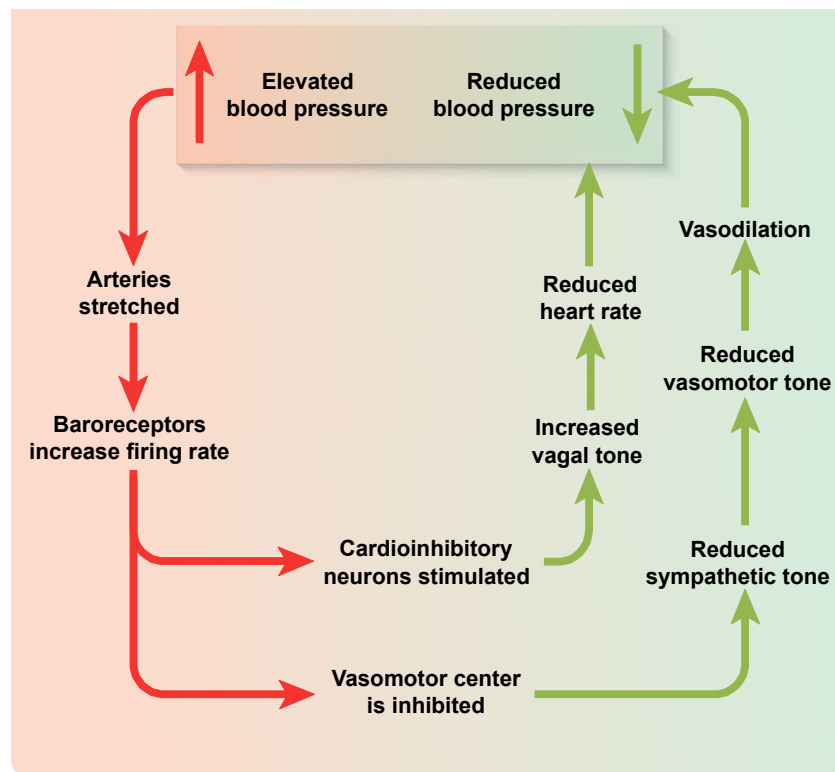 Elevated
blood pressure
Reduced
blood pressure
Arteries
stretched
Baroreceptors
increase firing rate
Cardioinhibitory
neurons stimulated
Vasomotor center
is inhibited
Increased
vagal tone
Reduced
heart rate
Reduced
sympathetic tone
Reduced
vasomotor tone
Vasodilation